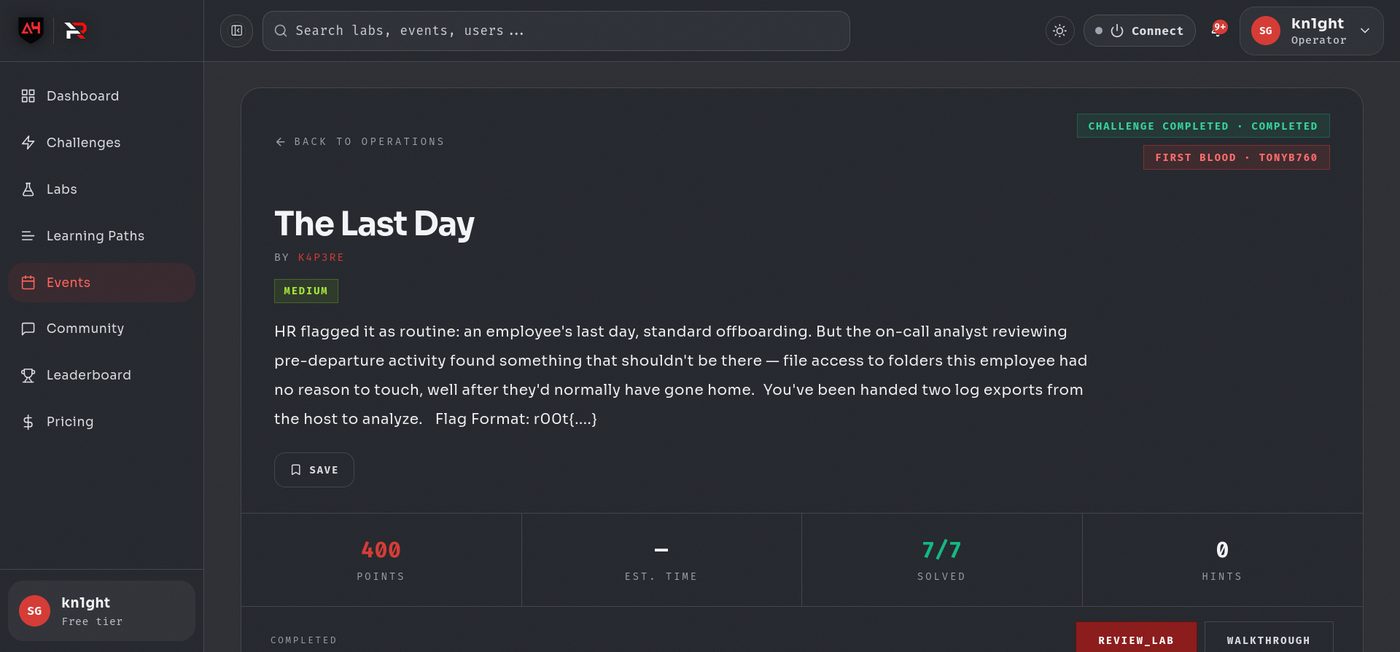 Search labs, events, users...
Connect
9+
SG
kn1ght
Operator
Dashboard
Challenges
Labs
Learning Paths
Events
Community
Leaderboard
Pricing
SG
kn1ght
Free tier
← BACK TO OPERATIONS
CHALLENGE COMPLETED · COMPLETED
FIRST BLOOD · TONYB760
The Last Day
BY K4P3RE
MEDIUM
HR flagged it as routine: an employee's last day, standard offboarding. But the on-call analyst reviewing
pre-departure activity found something that shouldn't be there — file access to folders this employee had
no reason to touch, well after they'd normally have gone home.  You've been handed two log exports from
the host to analyze.   Flag Format: r00t{....}
SAVE
400
POINTS
—
EST. TIME
7/7
SOLVED
0
HINTS
COMPLETED
REVIEW_LAB
WALKTHROUGH